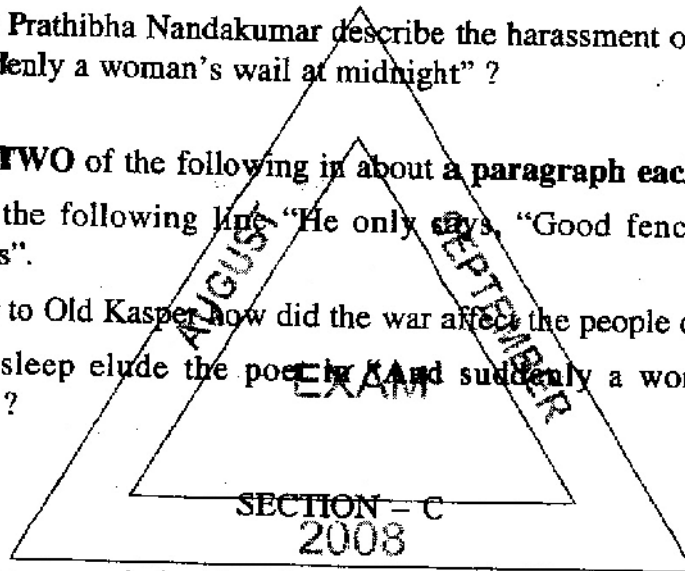 Prathibha Nandakumar describe the harassment o
denly a woman's wail at midnight" ?
TWO of the following in about a paragraph eac
the following line "He only says, "Good fenc
s".
to Old Kasper how did the war affect the people o
sleep elude the poet in "And suddenly a wor
?
AUGUST
SEPTEMBER
EXAM
SECTION – C
2008